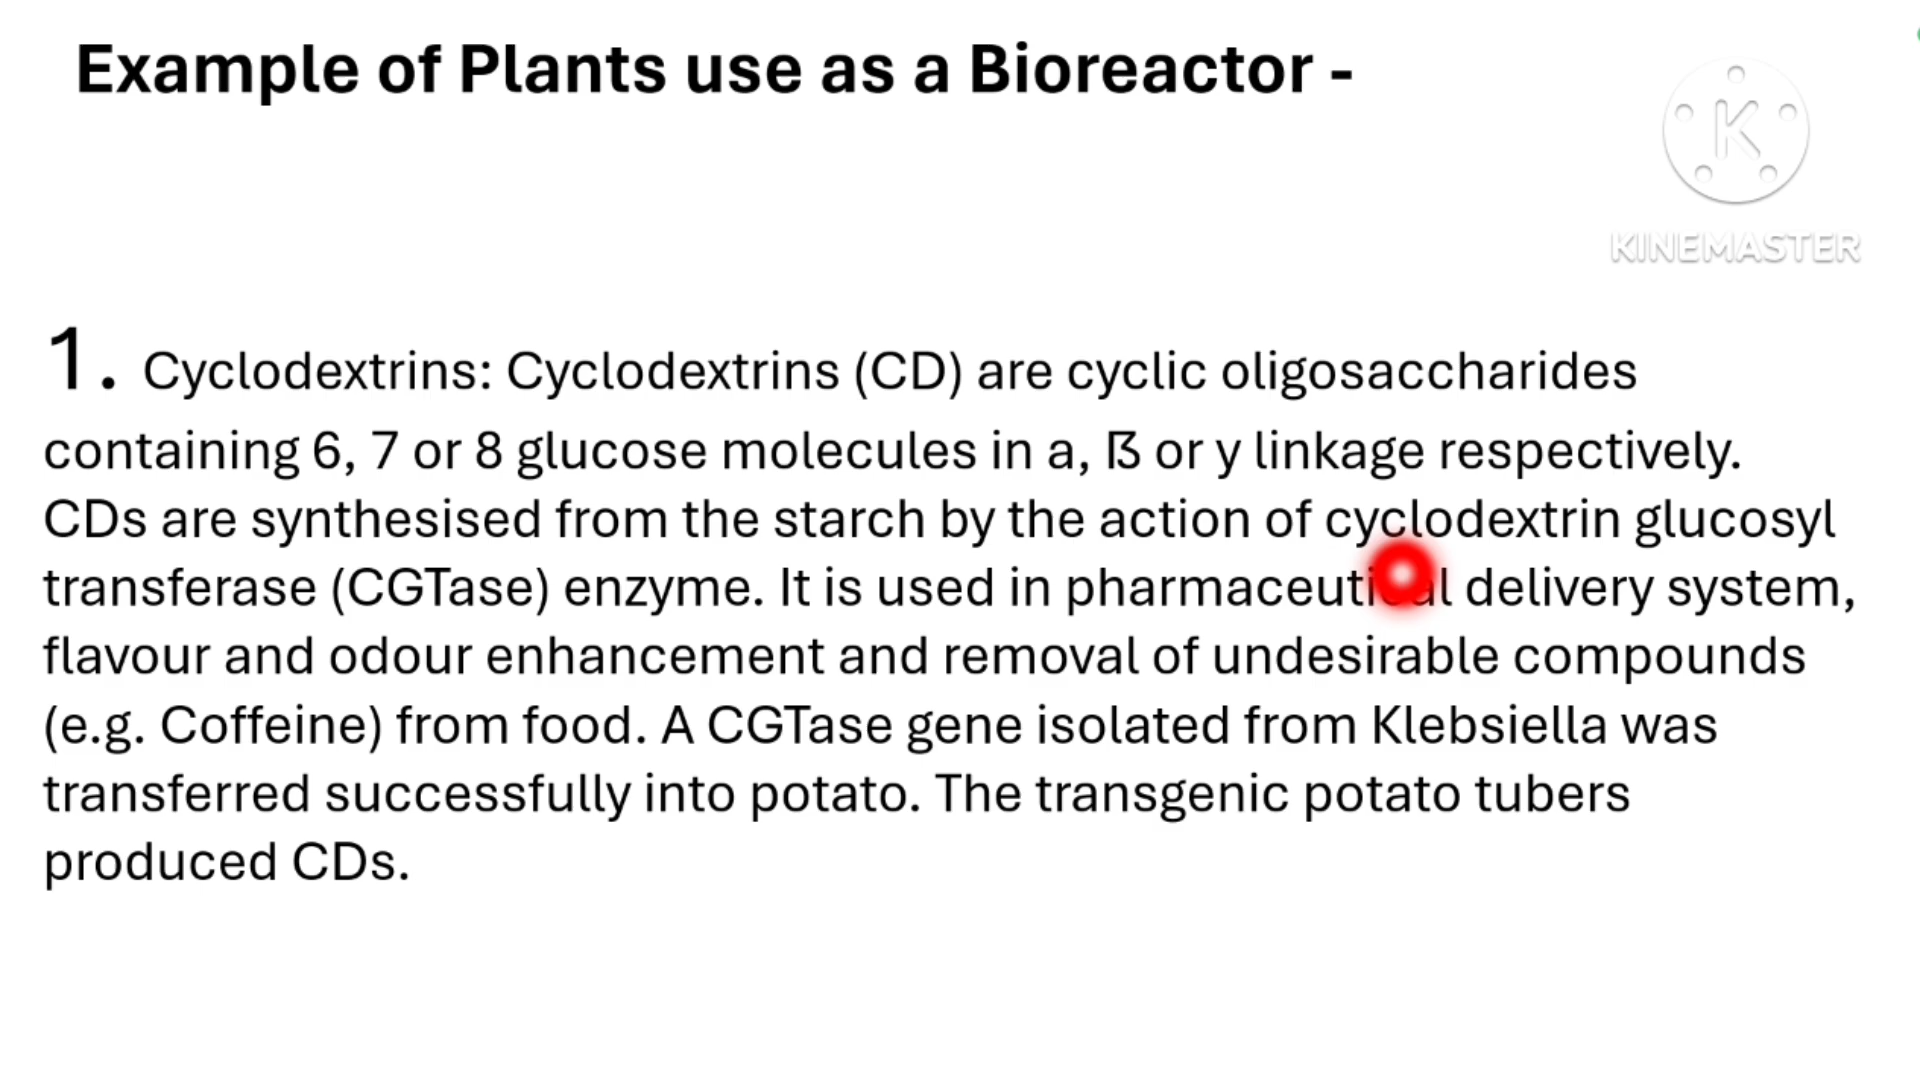 Example of Plants use as a Bioreactor -
KINEMASTER
1. Cyclodextrins: Cyclodextrins (CD) are cyclic oligosaccharides
containing 6, 7 or 8 glucose molecules in a, ß or y linkage respectively.
CDs are synthesised from the starch by the action of cyclodextrin glucosyl
transferase (CGTase) enzyme. It is used in pharmaceutical delivery system,
flavour and odour enhancement and removal of undesirable compounds
(e.g. Coffeine) from food. A CGTase gene isolated from Klebsiella was
transferred successfully into potato. The transgenic potato tubers
produced CDs.